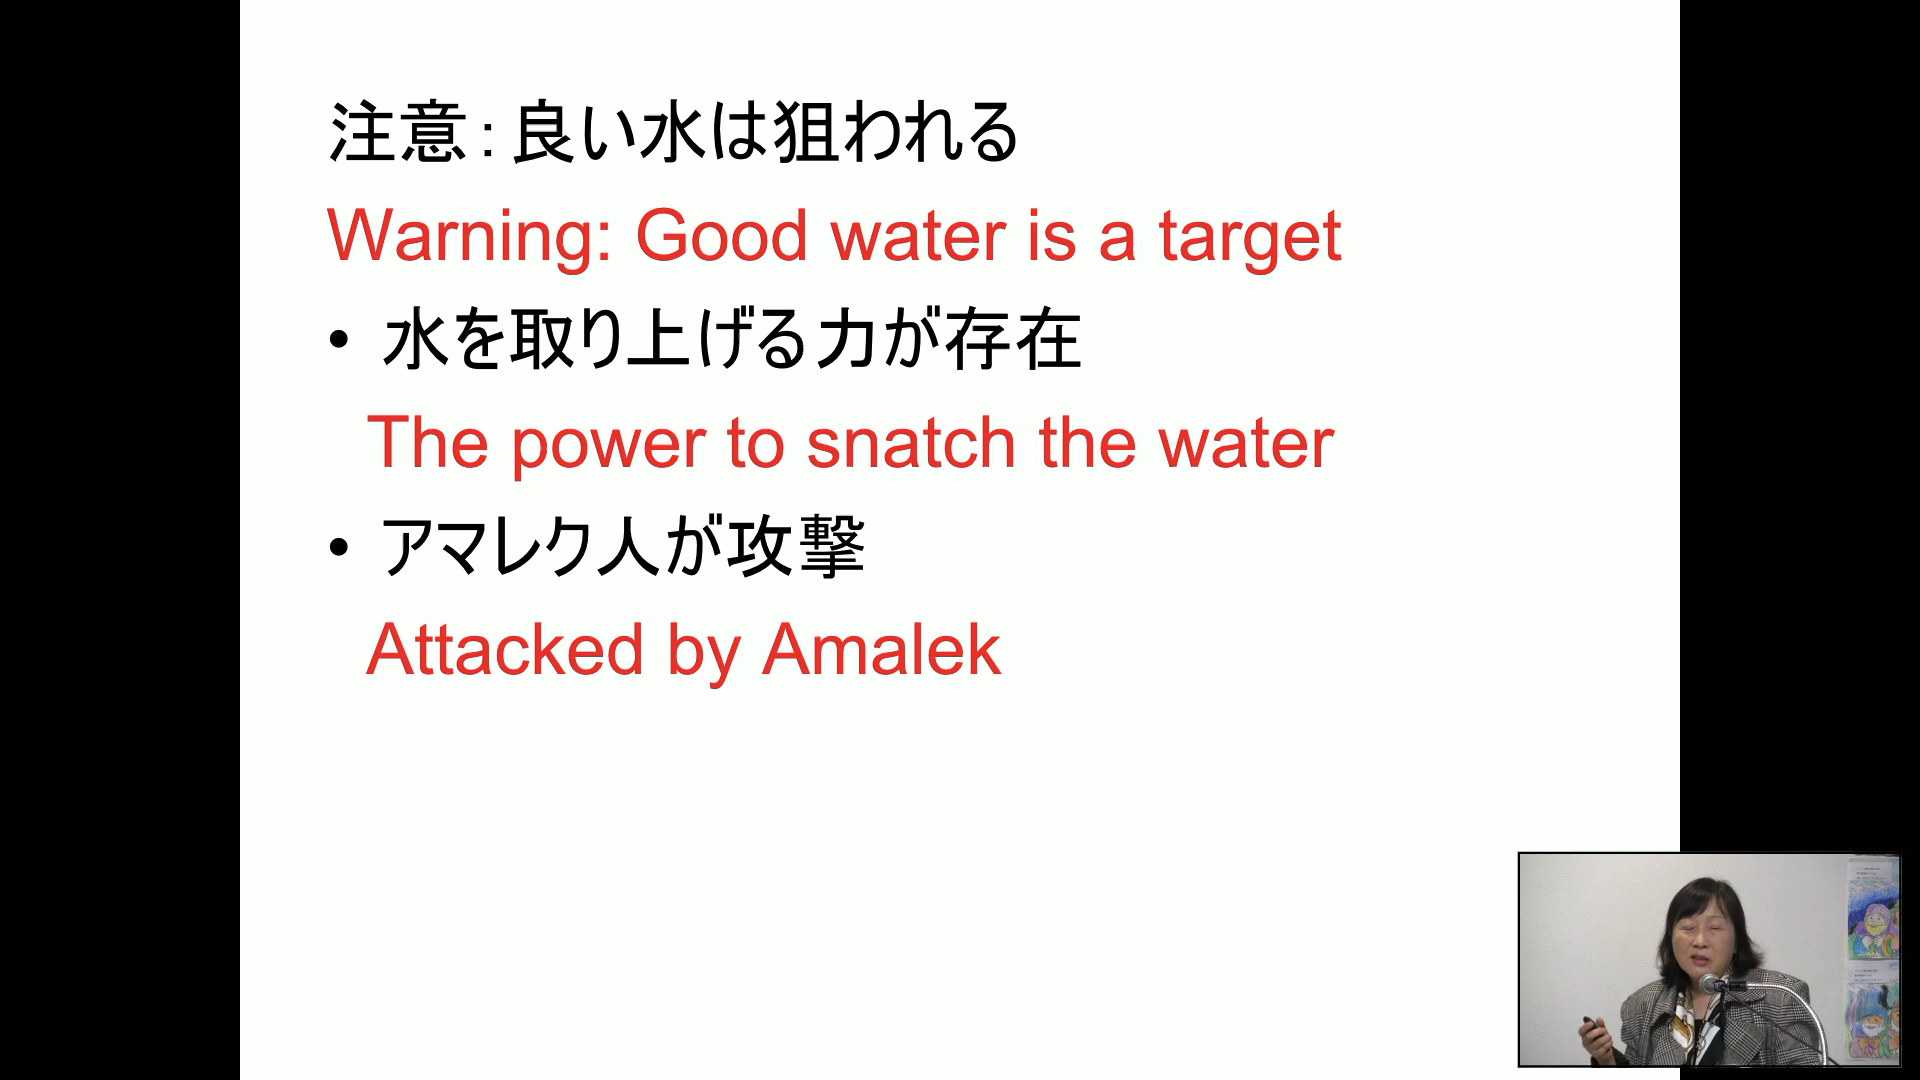 注意：良い水は狙われる
Warning: Good water is a target
• 水を取り上げる力が存在
The power to snatch the water
• アマレク人が攻撃
Attacked by Amalek